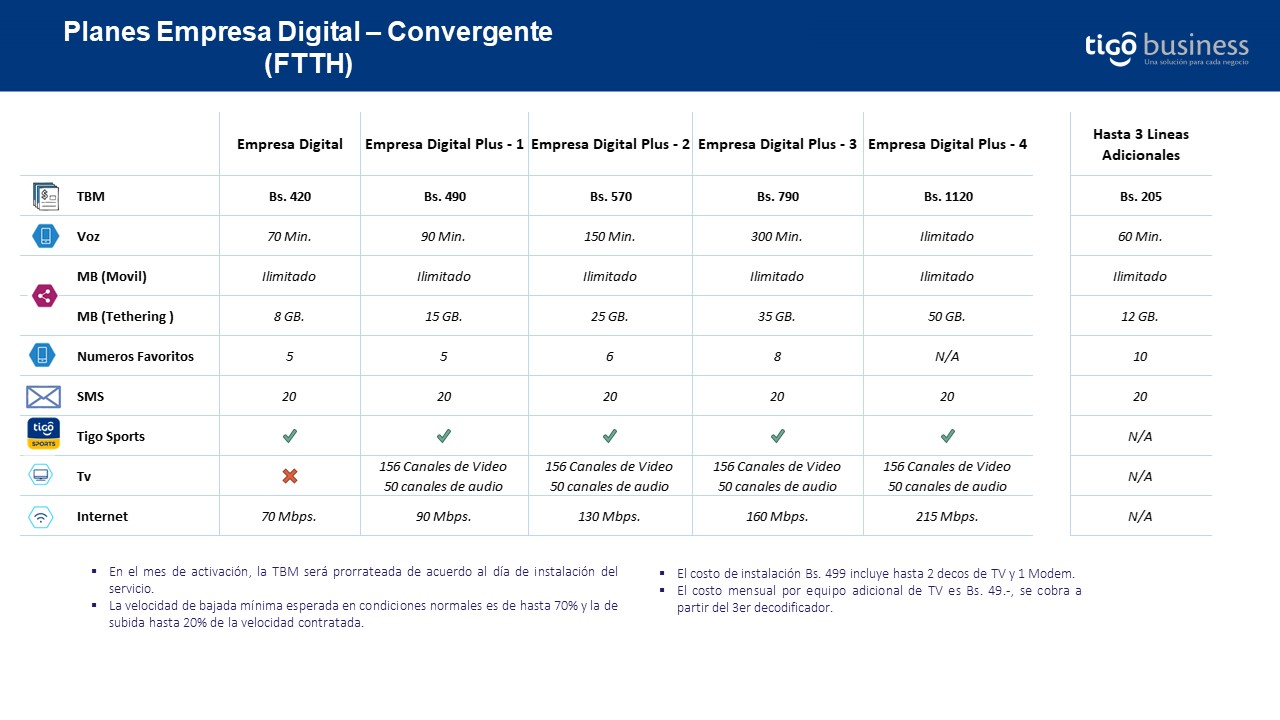 Planes Empresa Digital – Convergente
(FTTH)
tigo business
Una solución para cada negocio
Empresa Digital Empresa Digital Plus - 1 Empresa Digital Plus - 2 Empresa Digital Plus - 3 Empresa Digital Plus - 4 Hasta 3 Lineas
Adicionales
TBM Bs. 420 Bs. 490 Bs. 570 Bs. 790 Bs. 1120 Bs. 205
Voz 70 Min. 90 Min. 150 Min. 300 Min. Ilimitado 60 Min.
MB (Movil) Ilimitado Ilimitado Ilimitado Ilimitado Ilimitado Ilimitado
MB (Tethering ) 8 GB. 15 GB. 25 GB. 35 GB. 50 GB. 12 GB.
Numeros Favoritos 5 5 6 8 N/A 10
SMS 20 20 20 20 20 20
tigo
SPORTS
Tigo Sports N/A
Tv 156 Canales de Video 156 Canales de Video 156 Canales de Video 156 Canales de Video N/A
50 canales de audio 50 canales de audio 50 canales de audio 50 canales de audio
Internet 70 Mbps. 90 Mbps. 130 Mbps. 160 Mbps. 215 Mbps. N/A
▪ En el mes de activación, la TBM será prorrateada de acuerdo al día de instalación del
servicio.
▪ La velocidad de bajada mínima esperada en condiciones normales es de hasta 70% y la de
subida hasta 20% de la velocidad contratada.
▪ El costo de instalación Bs. 499 incluye hasta 2 decos de TV y 1 Modem.
▪ El costo mensual por equipo adicional de TV es Bs. 49.-, se cobra a
partir del 3er decodificador.